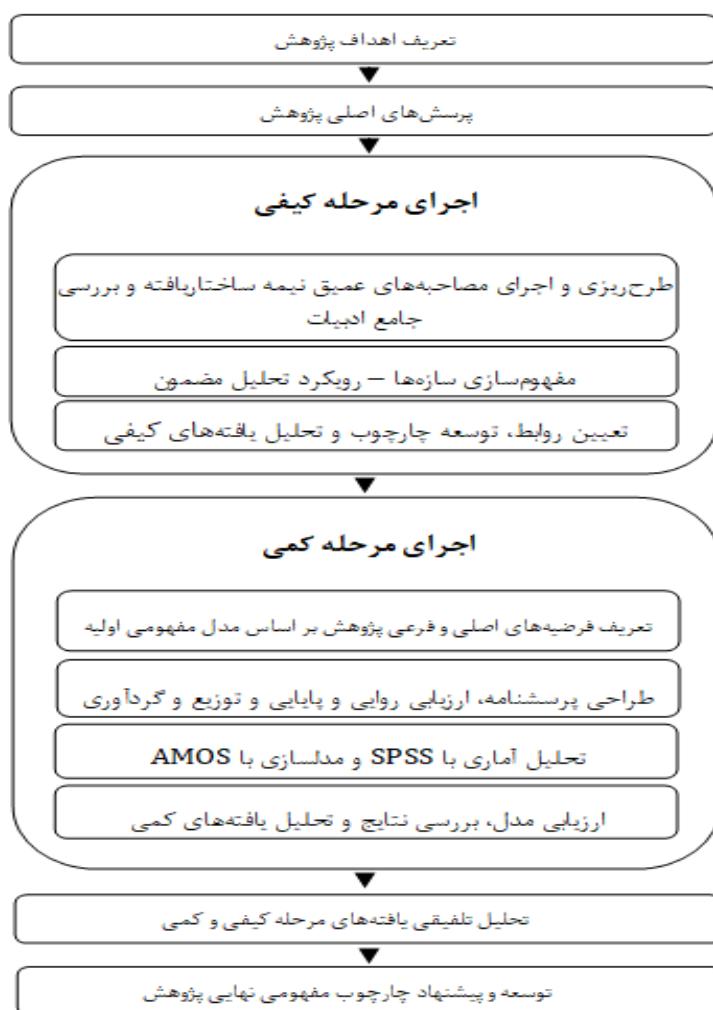 تعریف اهداف پژوهش
پرسش‌های اصلی پژوهش
اجرای مرحله کیفی
طرح‌ریزی و اجرای مصاحبه‌های عمیق نیمه ساختاریافته و بررسی
جامع ادبیات
مفهوم‌سازی سازه‌ها – رویکرد تحلیل مضمون
تعیین روابط، توسعه چارچوب و تحلیل یافته‌های کیفی
اجرای مرحله کمی
تعریف فرضیه‌های اصلی و فرعی پژوهش بر اساس مدل مفهومی اولیه
طراحی پرسشنامه، ارزیابی روایی و پایایی و توزیع و گردآوری
تحلیل آماری با SPSS و مدلسازی با AMOS
ارزیابی مدل، بررسی نتایج و تحلیل یافته‌های کمی
تحلیل تلفیقی یافته‌های مرحله کیفی و کمی
توسعه و پیشنهاد چارچوب مفهومی نهایی پژوهش